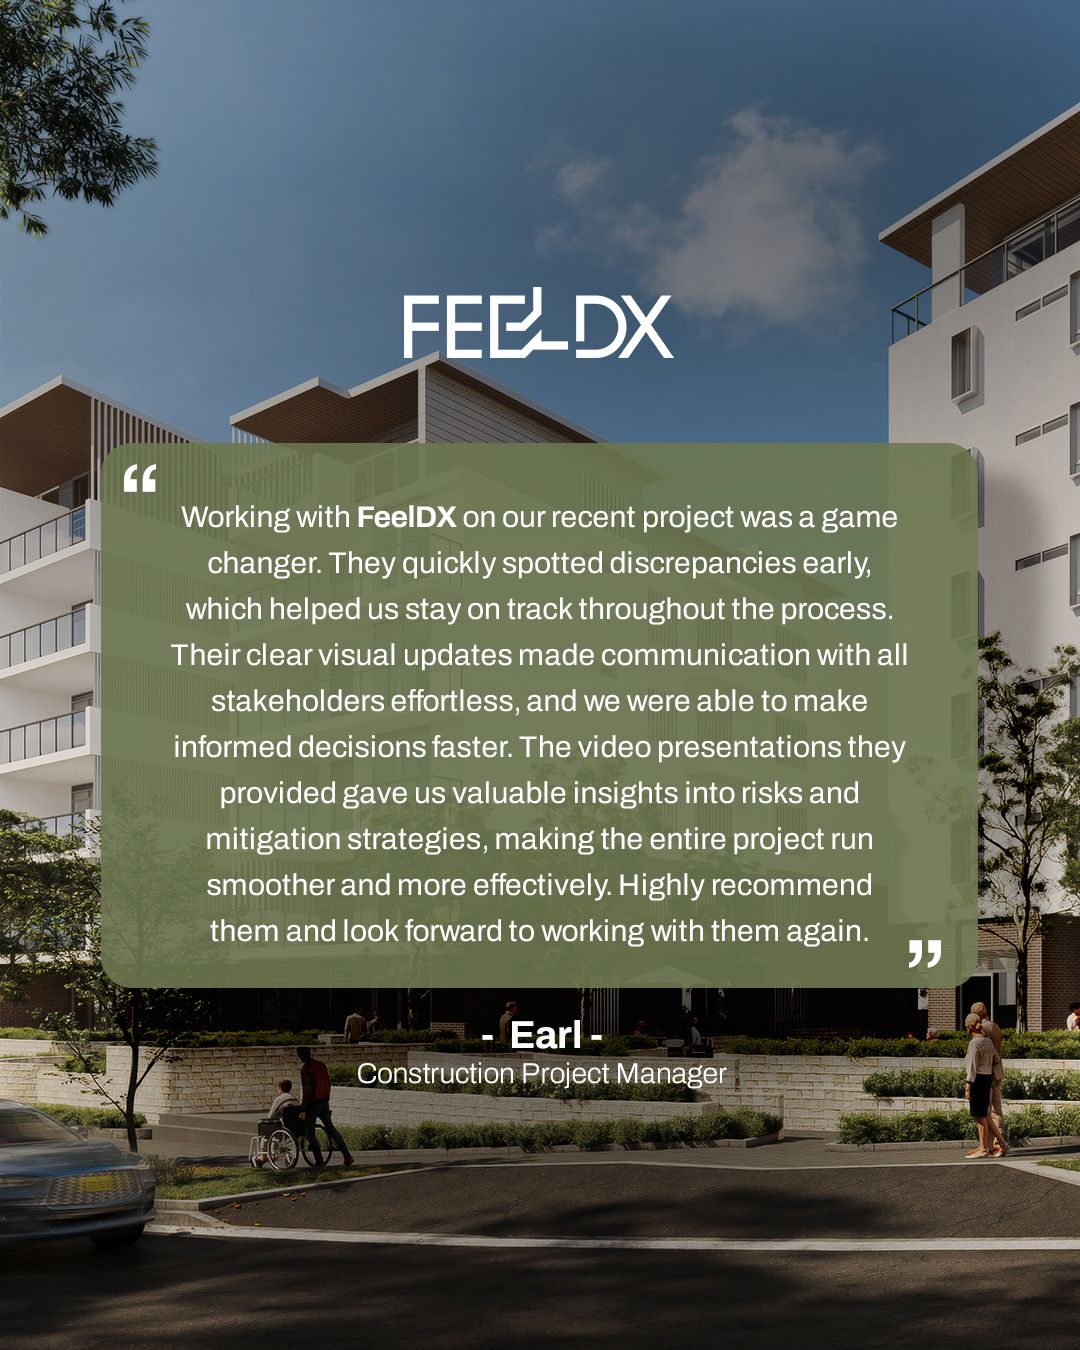 FEELDX
“
Working with FeelDX on our recent project was a game
changer. They quickly spotted discrepancies early,
which helped us stay on track throughout the process.
Their clear visual updates made communication with all
stakeholders effortless, and we were able to make
informed decisions faster. The video presentations they
provided gave us valuable insights into risks and
mitigation strategies, making the entire project run
smoother and more effectively. Highly recommend
them and look forward to working with them again.
”
- Earl -
Construction Project Manager